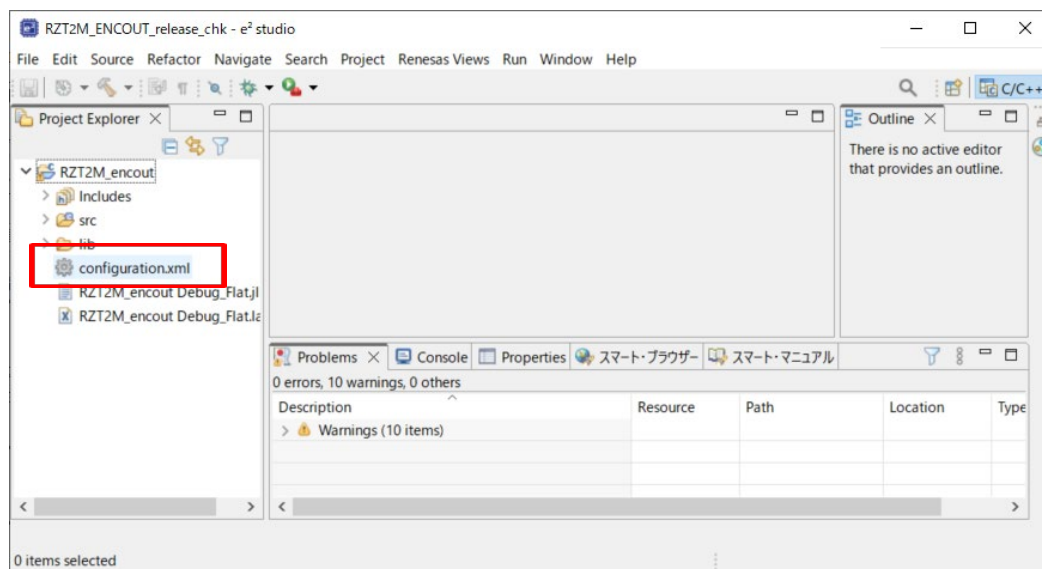 RZT2M_ENCOUT_release_chk - e² studio
File Edit Source Refactor Navigate Search Project Renesas Views Run Window Help
C/C++
Project Explorer
Outline
There is no active editor
that provides an outline.
RZT2M_encout
Includes
src
lib
configuration.xml
RZT2M_encout Debug_Flat.jl
RZT2M_encout Debug_Flat.la
Problems Console Properties スマート・ブラウザー スマート・マニュアル
0 errors, 10 warnings, 0 others
Description Resource Path Location Type
Warnings (10 items)
0 items selected